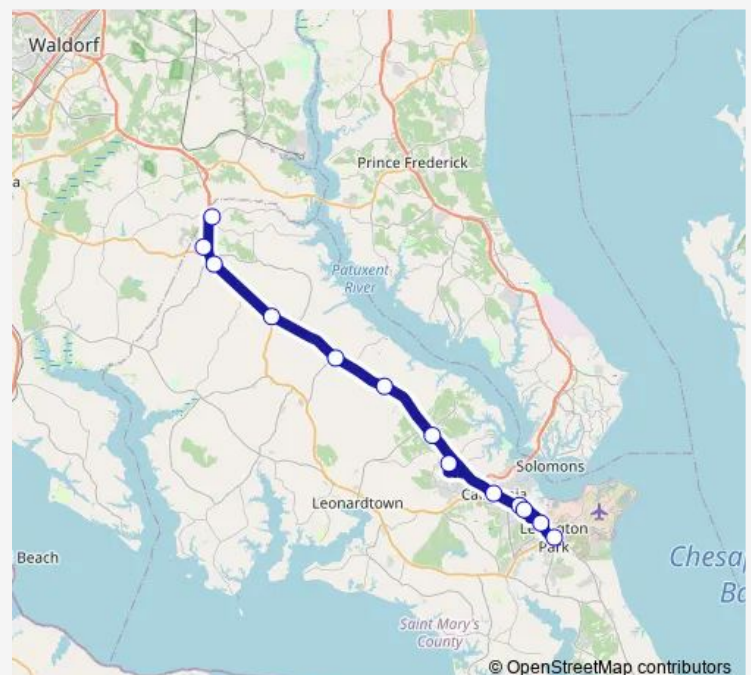 Waldorf
Prince Frederick
a
Patuxent
River
Solomons
Leonardtown
Park
Beach
Chesa
Ba
Saint Mary's
County
© OpenStreetMap contributors